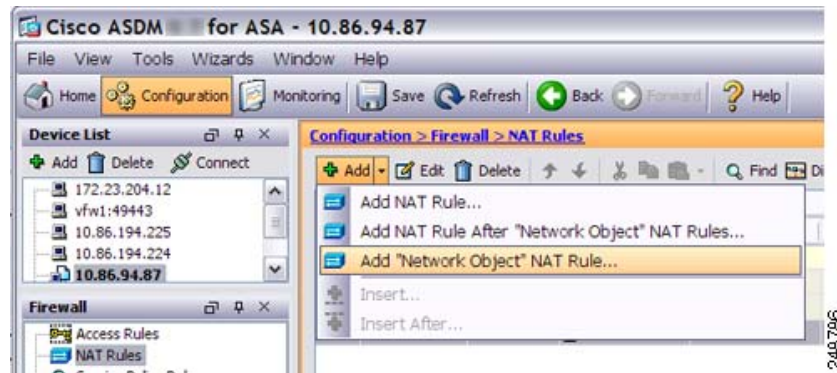 Cisco ASDM for ASA - 10.86.94.87
File View Tools Wizards Window Help
Home Configuration Monitoring Save Refresh Back Forward Help
Device List
Add Delete Connect
172.23.204.12
vfw1:49443
10.86.194.225
10.86.194.224
10.86.94.87
Firewall
Access Rules
NAT Rules
Configuration > Firewall > NAT Rules
Add Edit Delete Find Di
Add NAT Rule...
Add NAT Rule After "Network Object" NAT Rules...
Add "Network Object" NAT Rule...
Insert...
Insert After...
249796